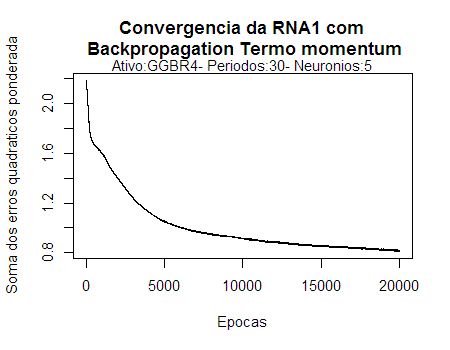 Convergencia da RNA1 com
Backpropagation Termo momentum
Ativo:GGBR4- Periodos:30- Neuronios:5
Soma dos erros quadraticos ponderada
2.0
1.6
1.2
0.8
0 5000 10000 15000 20000
Epocas